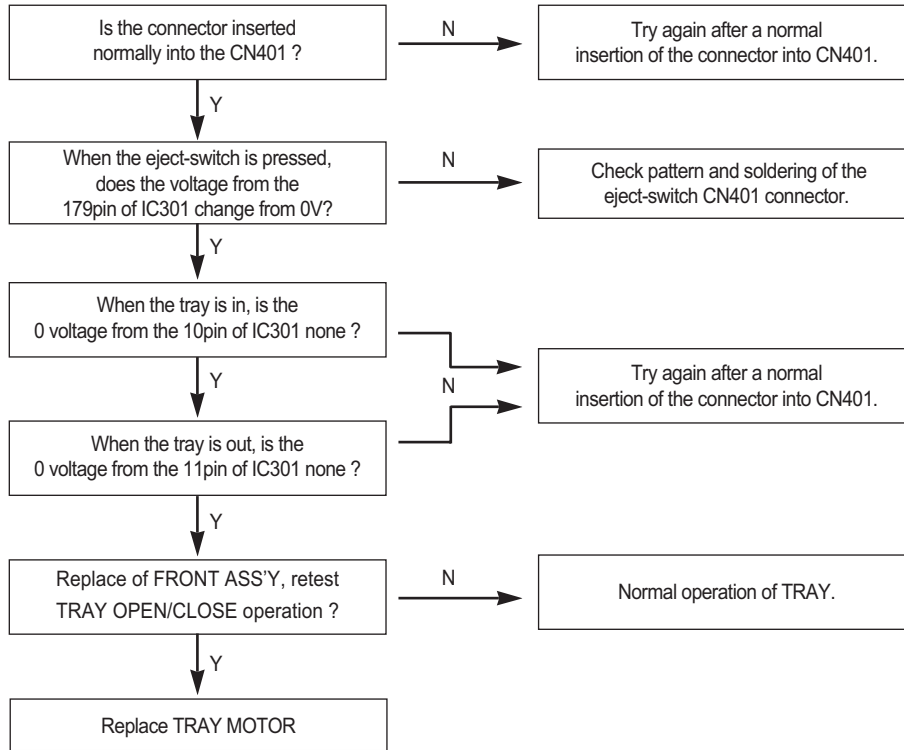 Is the connector inserted
normally into the CN401 ?
N
Try again after a normal
insertion of the connector into CN401.
Y
When the eject-switch is pressed,
does the voltage from the
179pin of IC301 change from 0V?
N
Check pattern and soldering of the
eject-switch CN401 connector.
Y
When the tray is in, is the
0 voltage from the 10pin of IC301 none ?
Y
N
Try again after a normal
insertion of the connector into CN401.
When the tray is out, is the
0 voltage from the 11pin of IC301 none ?
Y
Replace of FRONT ASS'Y, retest
TRAY OPEN/CLOSE operation ?
N
Normal operation of TRAY.
Y
Replace TRAY MOTOR